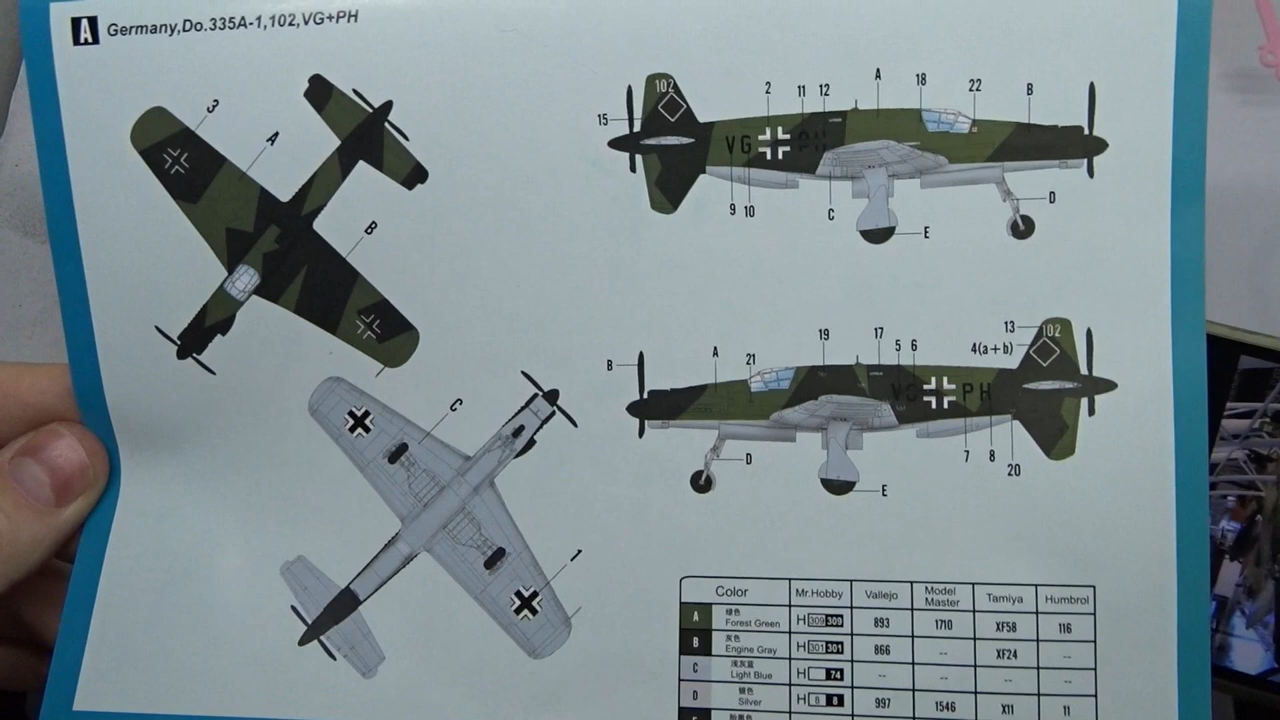 A Germany,Do.335A-1,102,VG+PH
3
A
B
102
2
11
12
A
18
22
B
15
VG PH
9 10
C
E
D
C
1
13
102
4(a+b)
19
17
5 6
B
A
21
VG PH
D
E
7
8
20
Color Mr.Hobby Vallejo Model Master Tamiya Humbrol
A 绿色 Forest Green H 309 309 893 1710 XF58 116
B 灰色 Engine Gray H 301 301 866 -- XF24 --
C 浅灰蓝 Light Blue H 74 -- -- -- --
D 银色 Silver H 8 8 997 1546 X11 11